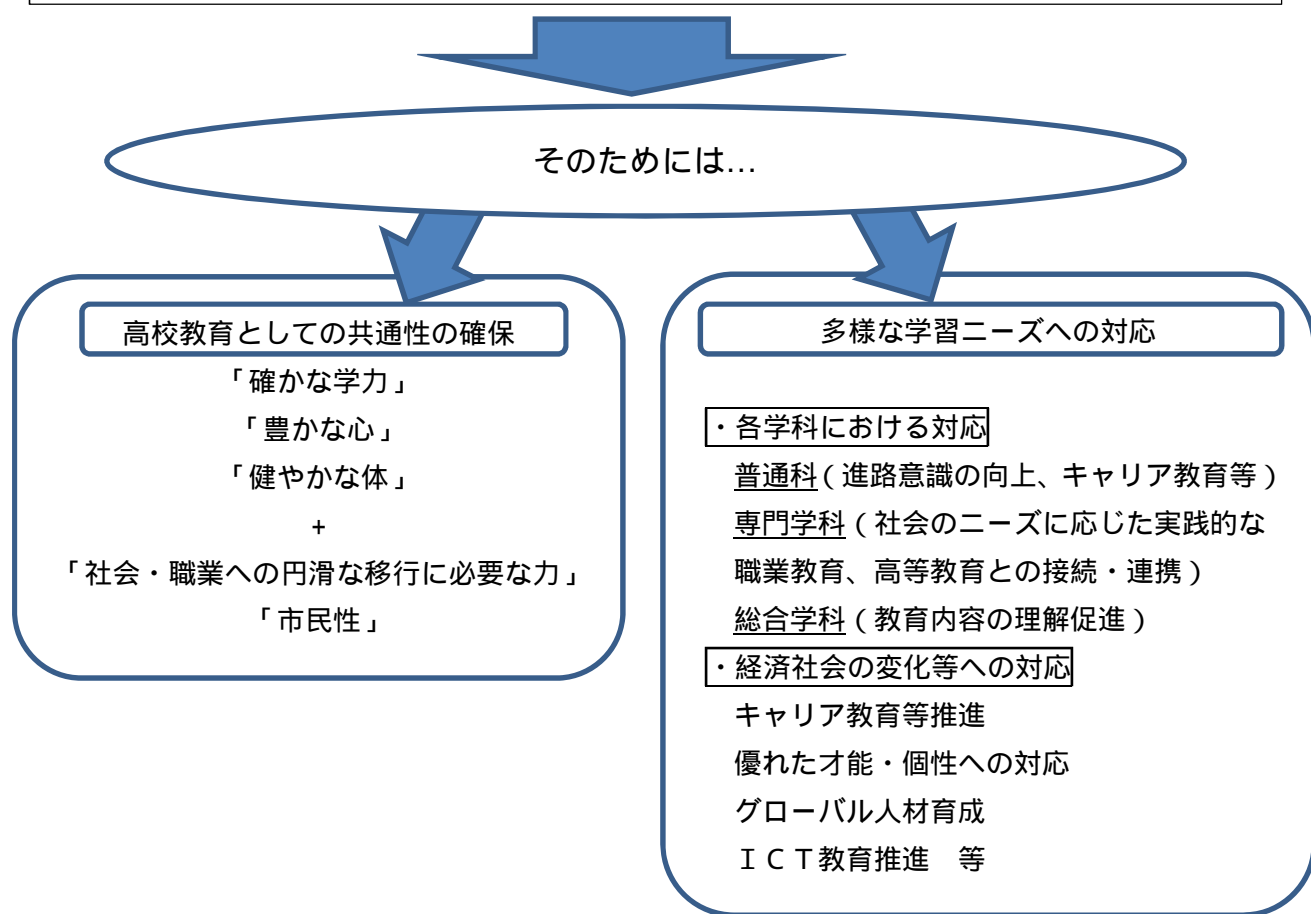 そのためには…
高校教育としての共通性の確保
「確かな学力」
「豊かな心」
「健やかな体」
+
「社会・職業への円滑な移行に必要な力」
「市民性」
多様な学習ニーズへの対応
・各学科における対応
普通科(進路意識の向上、キャリア教育等)
専門学科(社会のニーズに応じた実践的な
職業教育、高等教育との接続・連携)
総合学科(教育内容の理解促進)
・経済社会の変化等への対応
キャリア教育等推進
優れた才能・個性への対応
グローバル人材育成
ICT教育推進 等